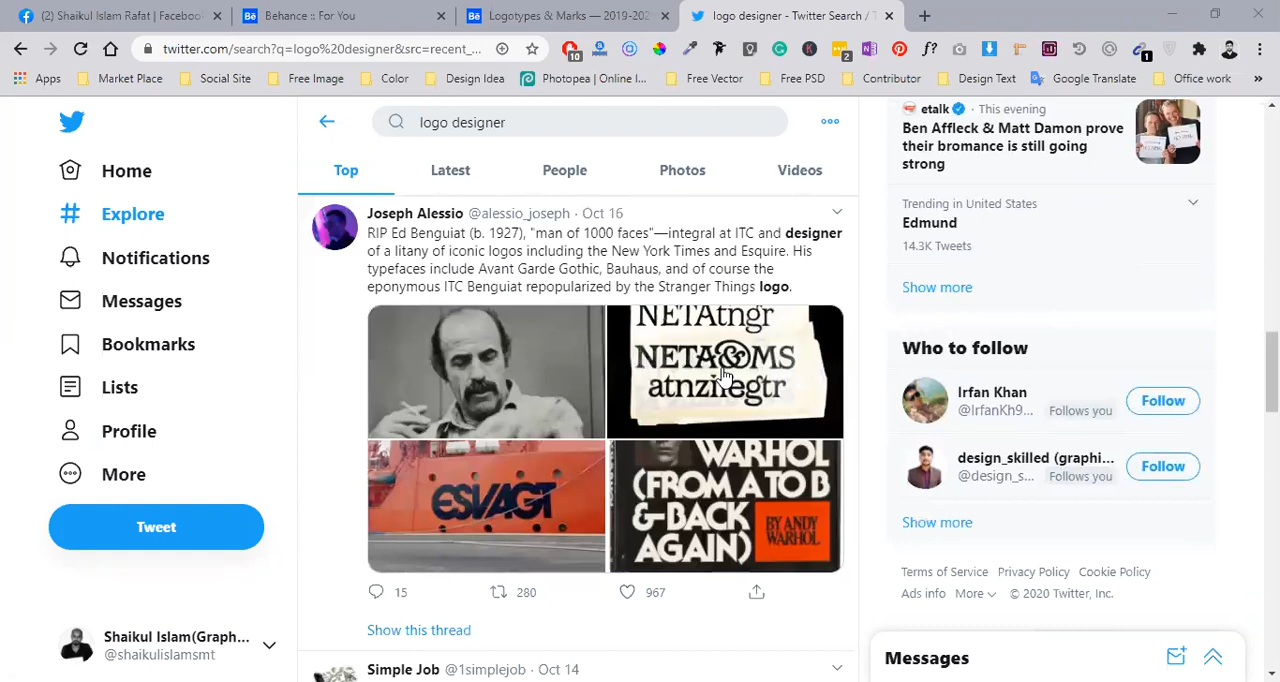 (2) Shaikul Islam Rafat | Facebook
Behance :: For You
Logotypes & Marks — 2019-202
logo designer - Twitter Search / T
twitter.com/search?q=logo%20designer&src=recent_...
10
2
1
Apps
Market Place
Social Site
Free Image
Color
Design Idea
Photopea | Online I...
Free Vector
Free PSD
Contributor
Design Text
Google Translate
Office work
»
Home
Explore
Notifications
Messages
Bookmarks
Lists
Profile
More
Tweet
Shaikul Islam(Graph...
@shaikulislamsmt
logo designer
Top
Latest
People
Photos
Videos
Joseph Alessio @alessio_joseph · Oct 16
RIP Ed Benguiat (b. 1927), "man of 1000 faces"—integral at ITC and designer
of a litany of iconic logos including the New York Times and Esquire. His
typefaces include Avant Garde Gothic, Bauhaus, and of course the
eponymous ITC Benguiat repopularized by the Stranger Things logo.
NETAtngr
NETA&OMS
ESVAGT
WARHOL
(FROM A TO B
& BACK
AGAIN)
BY ANDY
WARHOL
15
280
967
Show this thread
Simple Job @1simplejob · Oct 14
etalk · This evening
Ben Affleck & Matt Damon prove
their bromance is still going
strong
Trending in United States
Edmund
14.3K Tweets
Show more
Who to follow
Irfan Khan
@IrfanKh9... Follows you
Follow
design_skilled (graphi...
@design_s... Follows you
Follow
Show more
Terms of Service Privacy Policy Cookie Policy
Ads info More © 2020 Twitter, Inc.
Messages